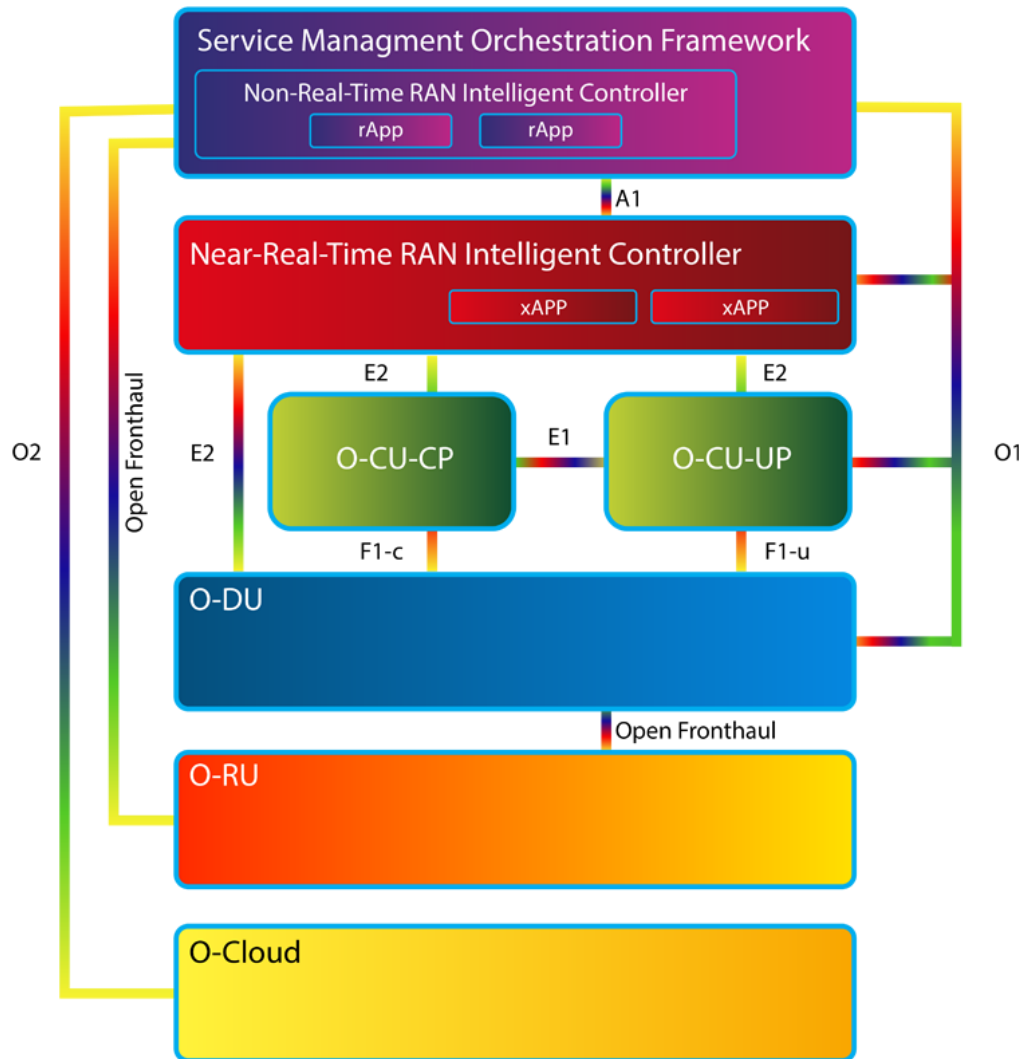 Service Managment Orchestration Framework
Non-Real-Time RAN Intelligent Controller
rApp
rApp
A1
Near-Real-Time RAN Intelligent Controller
xAPP
xAPP
E2
E2
Open Fronthaul
O2
E2
O-CU-CP
E1
O-CU-UP
O1
F1-c
F1-u
O-DU
Open Fronthaul
O-RU
O-Cloud